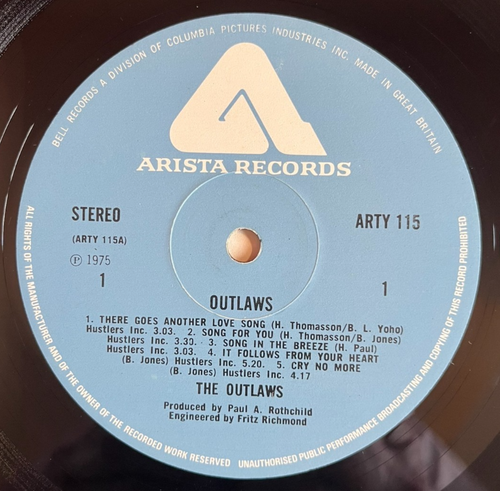 BELL RECORDS A DIVISION OF COLUMBIA PICTURES INDUSTRIES INC. MADE IN GREAT BRITAIN
ARISTA RECORDS
STEREO
ARTY 115
(ARTY 115A)
Ⓟ 1975
1
1
OUTLAWS
1. THERE GOES ANOTHER LOVE SONG (H. Thomasson/B. L. Yoho)
Hustlers Inc. 3.03. 2. SONG FOR YOU (H. Thomasson/B. Jones)
Hustlers Inc. 3.30. 3. SONG IN THE BREEZE (H. Paul)
Hustlers Inc. 3.03. 4. IT FOLLOWS FROM YOUR HEART
(B. Jones) Hustlers Inc. 5.20. 5. CRY NO MORE
(B. Jones) Hustlers Inc. 4.17
THE OUTLAWS
Produced by Paul A. Rothchild
Engineered by Fritz Richmond
ALL RIGHTS OF THE MANUFACTURER AND OF THE OWNER OF THE RECORDED WORK RESERVED UNAUTHORISED PUBLIC PERFORMANCE BROADCASTING AND COPYING OF THIS RECORD PROHIBITED